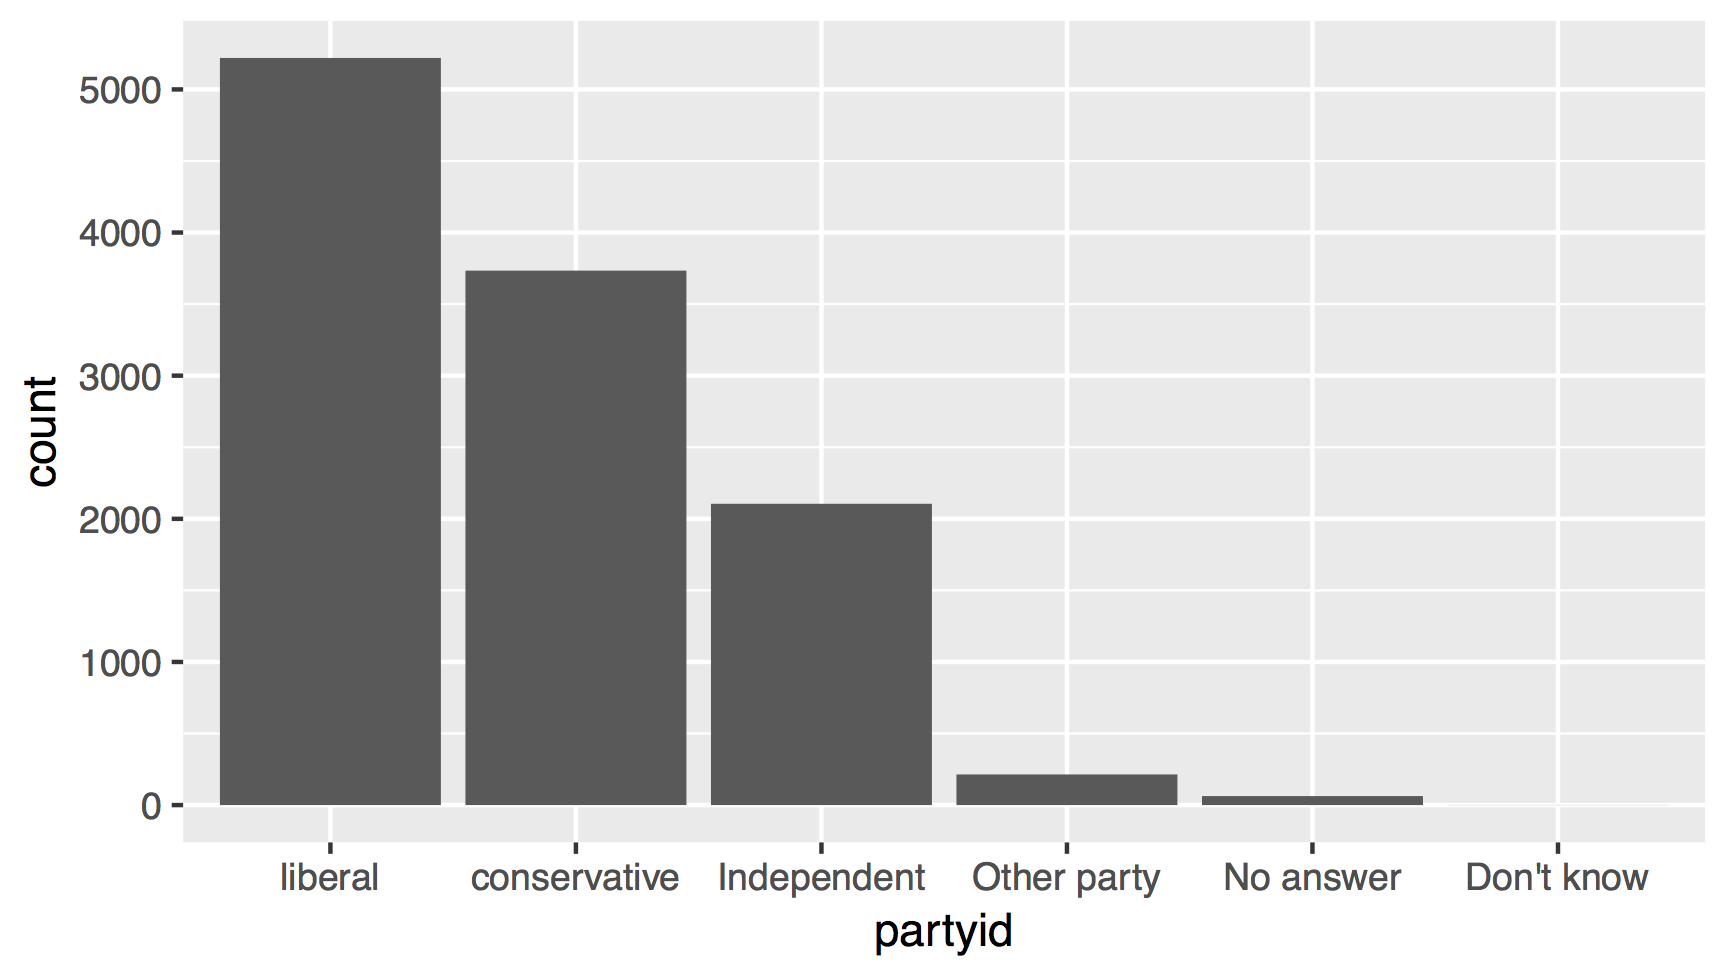 count
5000
4000
3000
2000
1000
0
liberal conservative Independent Other party No answer Don't know
partyid